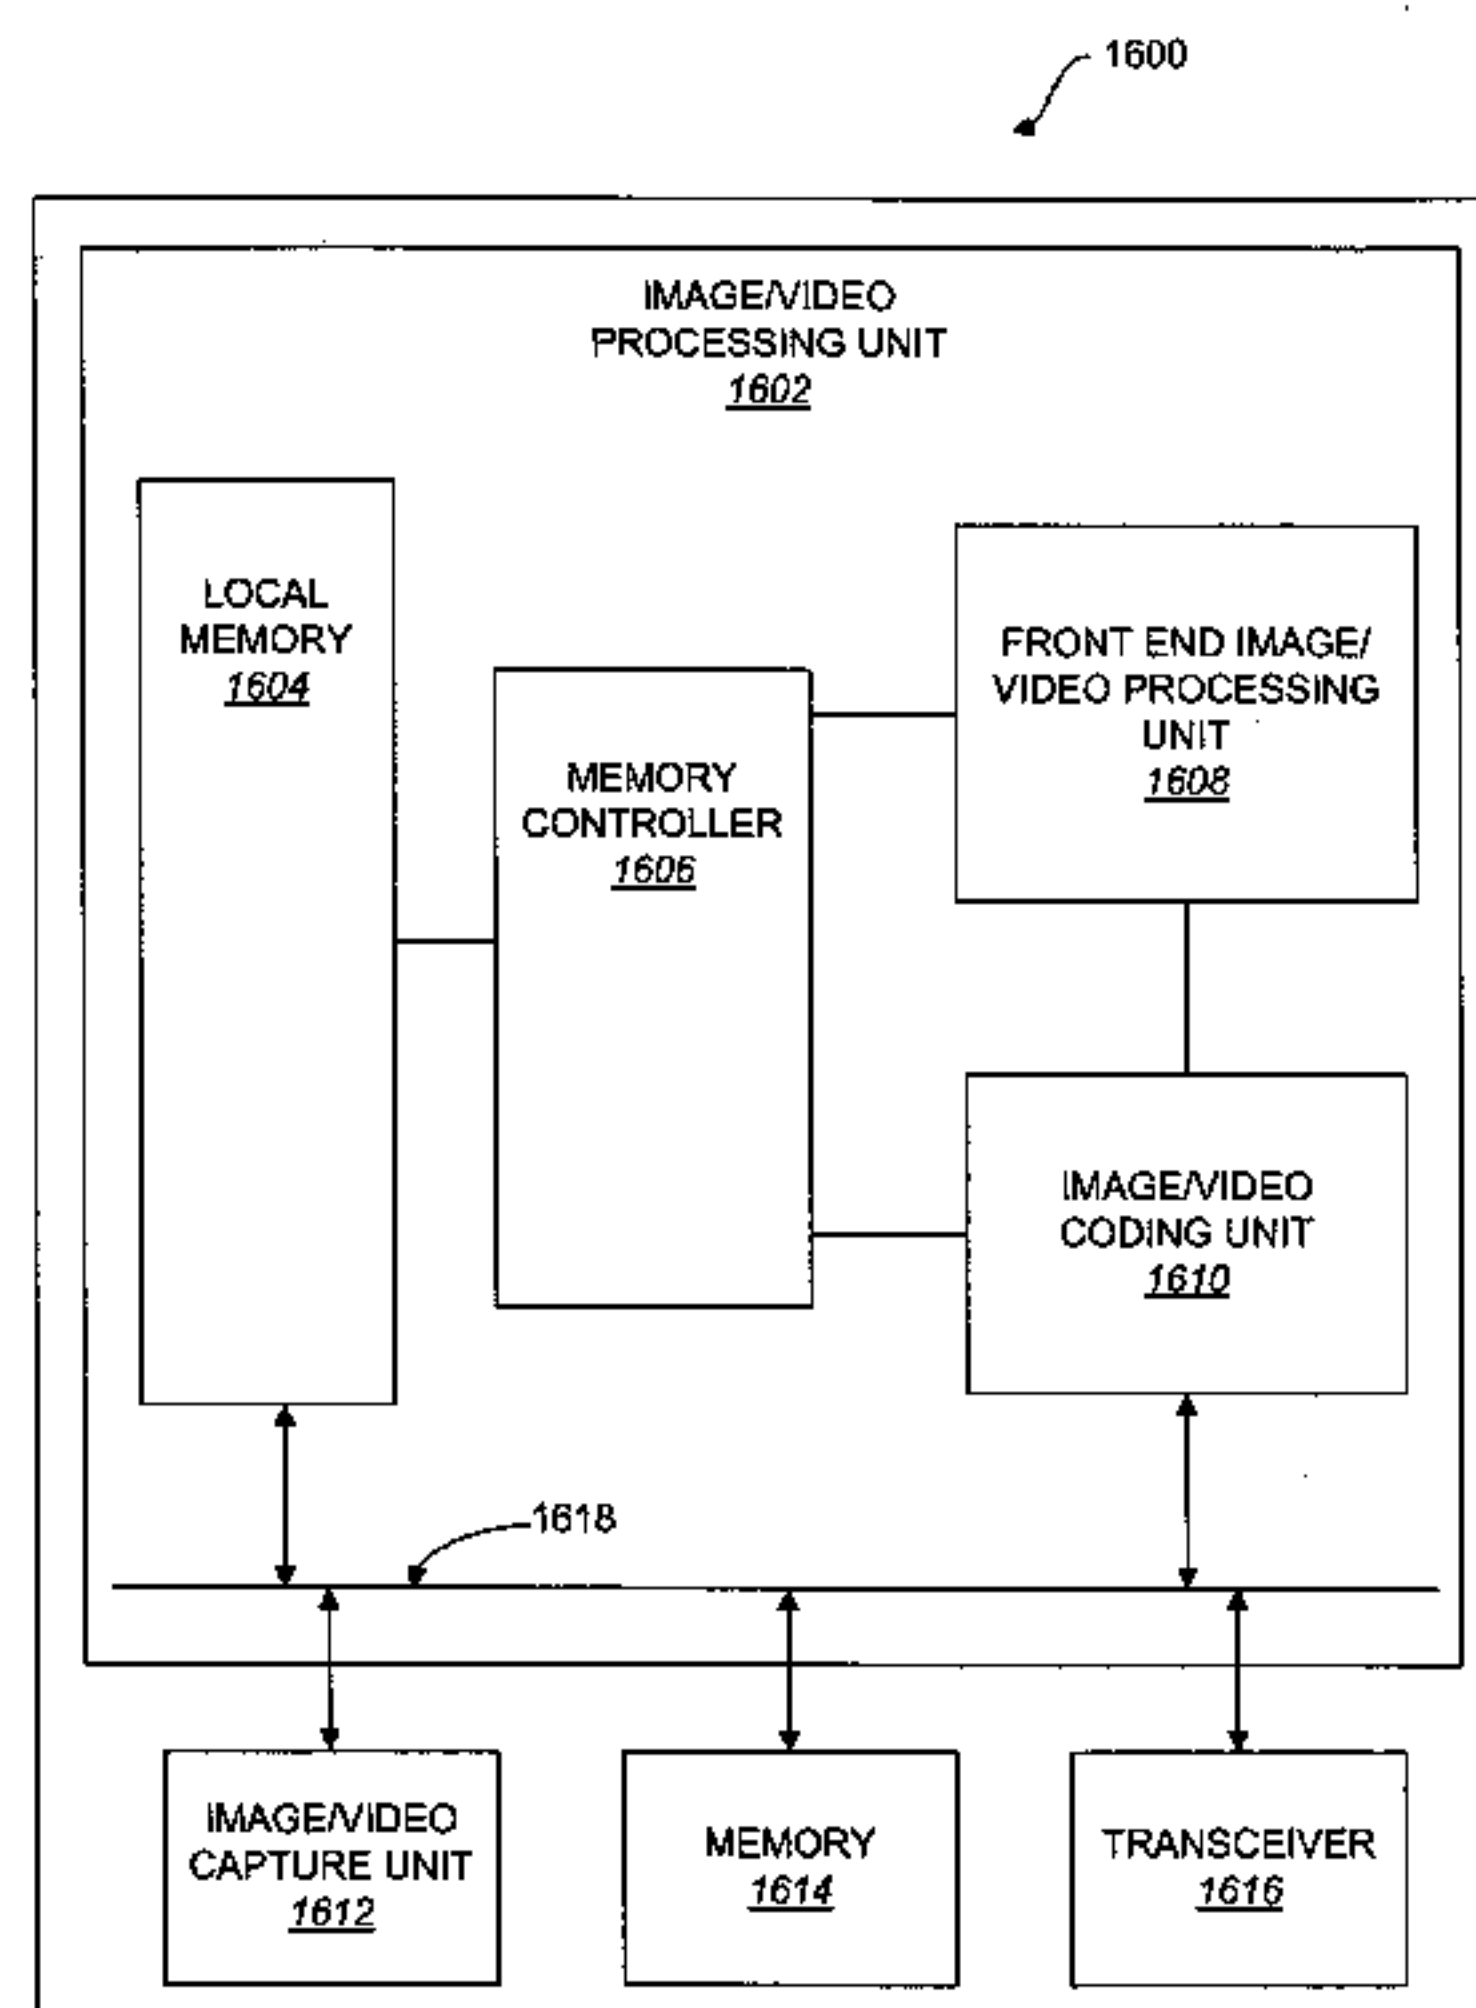 1600
IMAGE/VIDEO
PROCESSING UNIT
1602
LOCAL
MEMORY
1604
MEMORY
CONTROLLER
1606
FRONT END IMAGE/
VIDEO PROCESSING
UNIT
1608
IMAGE/VIDEO
CODING UNIT
1610
1618
IMAGE/VIDEO
CAPTURE UNIT
1612
MEMORY
1614
TRANSCEIVER
1616